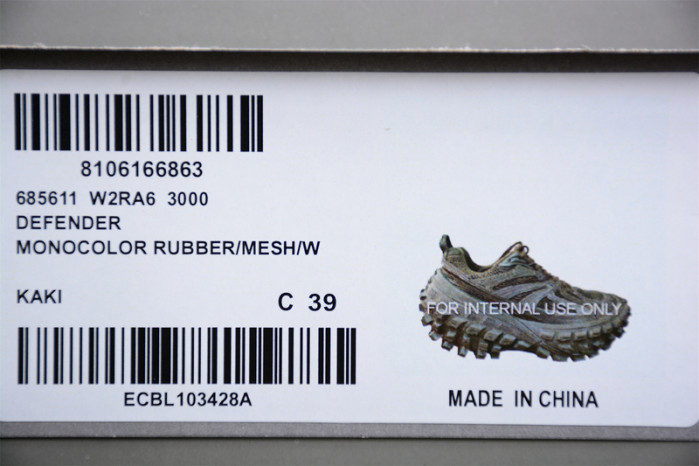 8106166863
685611 W2RA6 3000
DEFENDER
MONOCOLOR RUBBER/MESH/W
KAKI
C 39
FOR INTERNAL USE ONLY
ECBL103428A
MADE IN CHINA